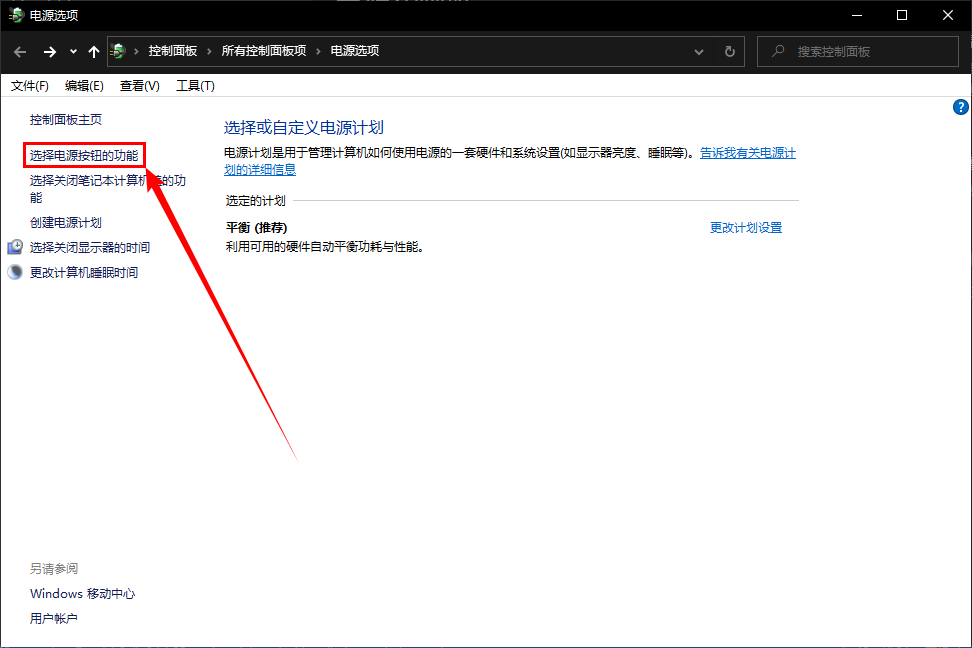 电源选项
控制面板 › 所有控制面板项 › 电源选项
搜索控制面板
文件(F) 编辑(E) 查看(V) 工具(T)
控制面板主页
选择电源按钮的功能
选择关闭笔记本计算机盖的功
能
创建电源计划
选择关闭显示器的时间
更改计算机睡眠时间
选择或自定义电源计划
电源计划是用于管理计算机如何使用电源的一套硬件和系统设置(如显示器亮度、睡眠等)。告诉我有关电源计
划的详细信息
选定的计划
平衡 (推荐)
更改计划设置
利用可用的硬件自动平衡功耗与性能。
另请参阅
Windows 移动中心
用户帐户